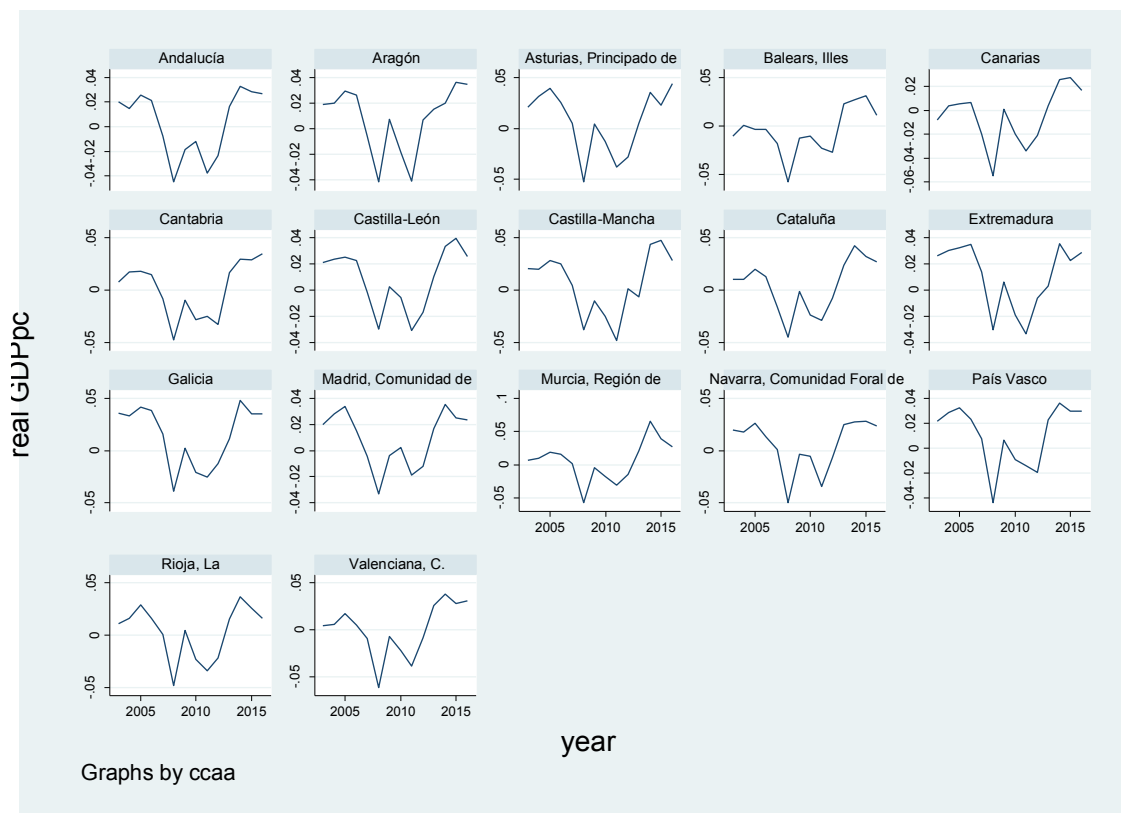 Andalucía
Aragón
Asturias, Principado de
Balears, Illes
Canarias
-.04 -.02 0 .02 .04
-.04 -.02 0 .02 .04
-.05 0 .05
-.05 0 .05
-.06 -.04 -.02 0 .02
Cantabria
Castilla-León
Castilla-Mancha
Cataluña
Extremadura
-.05 0 .05
-.04 -.02 0 .02 .04
-.05 0 .05
-.05 0 .05
-.04 -.02 0 .02 .04
real GDPpc
Galicia
Madrid, Comunidad de
Murcia, Región de
Navarra, Comunidad Foral de
País Vasco
-.05 0 .05
-.04 -.02 0 .02 .04
-.05 0 .05 .1
-.05 0 .05
-.04 -.02 0 .02 .04
2005 2010 2015
2005 2010 2015
2005 2010 2015
Rioja, La
Valenciana, C.
-.05 0 .05
-.05 0 .05
2005 2010 2015
2005 2010 2015
year
Graphs by ccaa